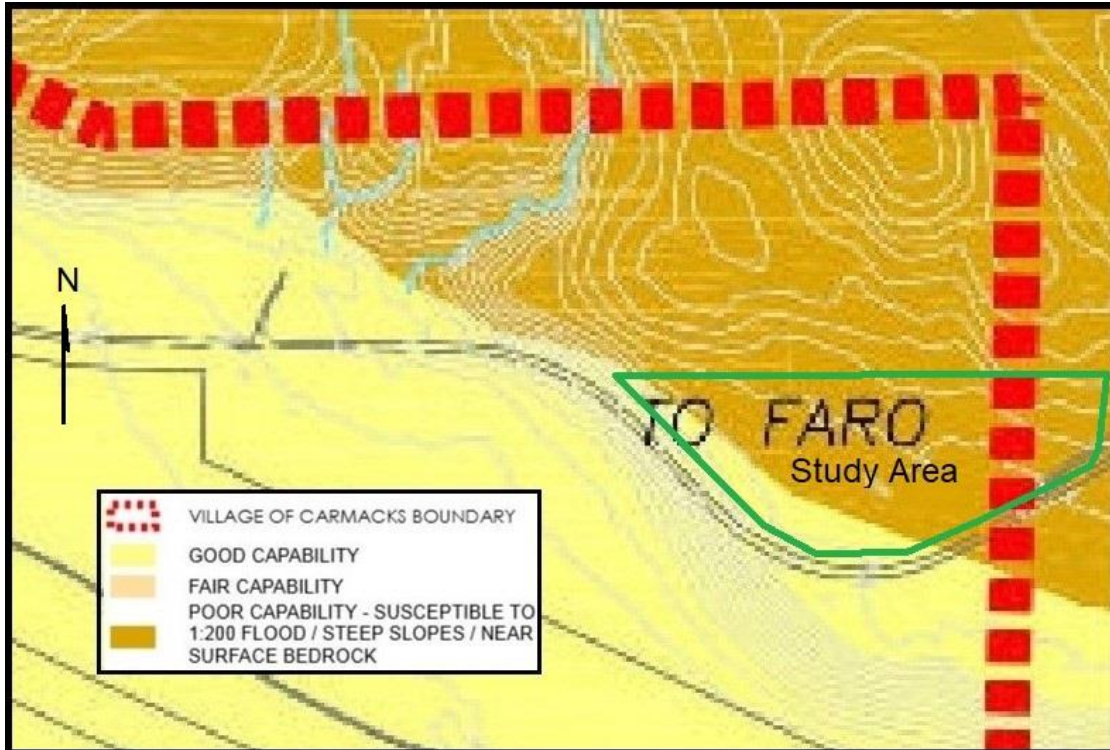 N
TO FARO
Study Area
VILLAGE OF CARMACKS BOUNDARY
GOOD CAPABILITY
FAIR CAPABILITY
POOR CAPABILITY - SUSCEPTIBLE TO
1:200 FLOOD / STEEP SLOPES / NEAR
SURFACE BEDROCK